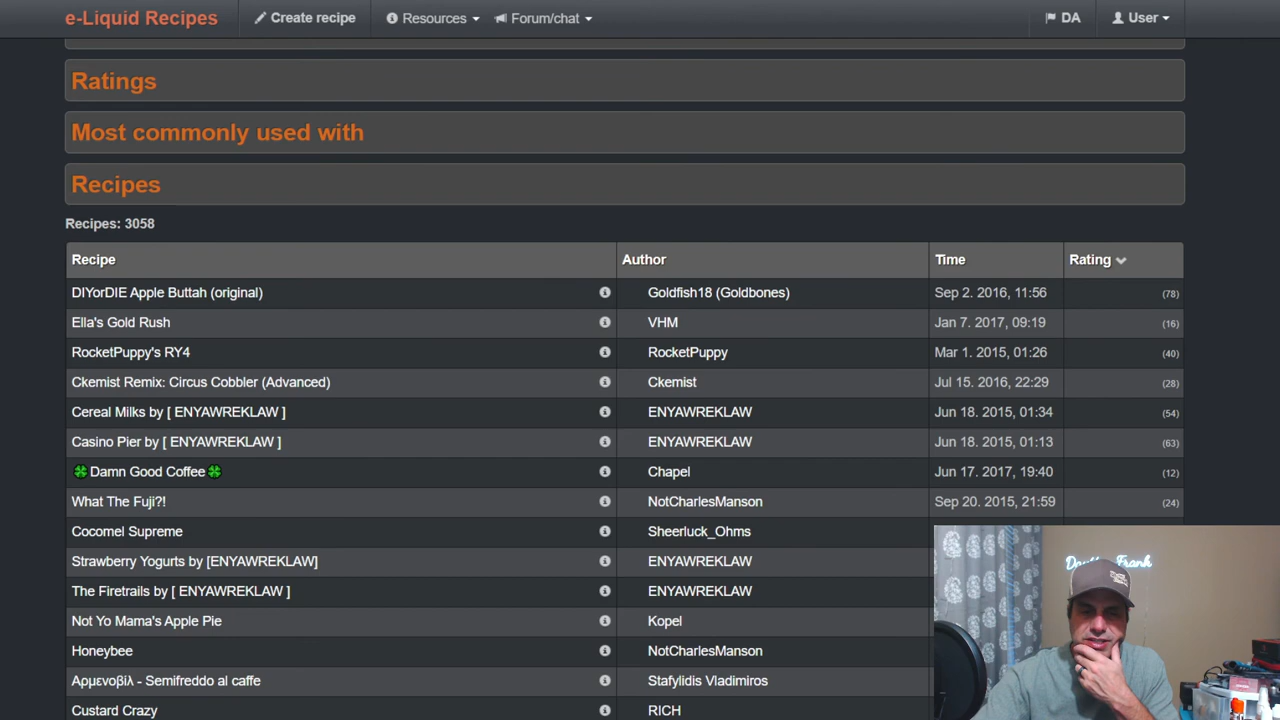 e-Liquid Recipes Create recipe Resources Forum/chat DA User
Ratings
Most commonly used with
Recipes
Recipes: 3058
Recipe Author Time Rating
DIYorDIE Apple Buttah (original) Goldfish18 (Goldbones) Sep 2. 2016, 11:56 (78)
Ella's Gold Rush VHM Jan 7. 2017, 09:19 (16)
RocketPuppy's RY4 RocketPuppy Mar 1. 2015, 01:26 (40)
Ckemist Remix: Circus Cobbler (Advanced) Ckemist Jul 15. 2016, 22:29 (28)
Cereal Milks by [ ENYAWREKLAW ] ENYAWREKLAW Jun 18. 2015, 01:34 (54)
Casino Pier by [ ENYAWREKLAW ] ENYAWREKLAW Jun 18. 2015, 01:13 (63)
🍀Damn Good Coffee🍀 Chapel Jun 17. 2017, 19:40 (12)
What The Fuji?! NotCharlesManson Sep 20. 2015, 21:59 (24)
Cocomel Supreme Sheerluck_Ohms
Strawberry Yogurts by [ENYAWREKLAW] ENYAWREKLAW
The Firetrails by [ ENYAWREKLAW ] ENYAWREKLAW
Not Yo Mama's Apple Pie Kopel
Honeybee NotCharlesManson
Αρμενοβίλ - Semifreddo al caffe Stafylidis Vladimiros
Custard Crazy RICH
Frank